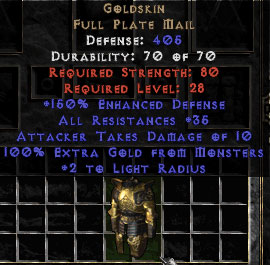 Goldskin
Full Plate Mail
Defense: 405
Durability: 70 of 70
Required Strength: 80
Required Level: 28
+150% Enhanced Defense
All Resistances +35
Attacker Takes Damage of 10
100% Extra Gold from Monsters
+2 to Light Radius